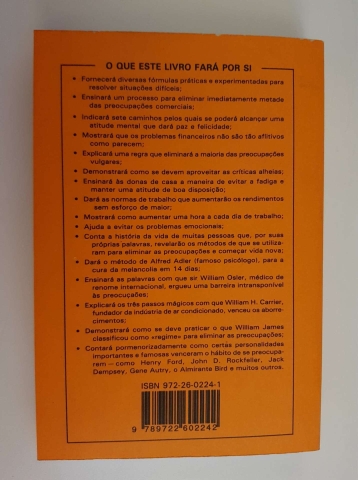 O QUE ESTE LIVRO FARÁ POR SI
• Fornecerá diversas fórmulas práticas e experimentadas para
resolver situações difíceis;
• Ensinará um processo para eliminar imediatamente metade
das preocupações comerciais;
• Indicará sete caminhos pelos quais se poderá alcançar uma
atitude mental que dará paz e felicidade;
• Mostrará que os problemas financeiros não são tão aflitivos
como parecem;
• Explicará uma regra que eliminará a maioria das preocupações
vulgares;
• Demonstrará como se devem aproveitar as críticas alheias;
• Ensinará às donas de casa a maneira de evitar a fadiga e
manter uma atitude de boa disposição;
• Dará as normas de trabalho que aumentarão os rendimentos
sem esforço de maior;
• Mostrará como aumentar uma hora a cada dia de trabalho;
• Ajuda a evitar os problemas emocionais;
• Conta a história da vida de muitas pessoas que, por suas
próprias palavras, revelarão os métodos de que se utiliza-
ram para eliminar as preocupações e começar vida nova;
• Dará o método de Alfred Adler (famoso psicólogo), para a
cura da melancolia em 14 dias;
• Ensinará as palavras com que sir William Osler, médico de
renome internacional, ergueu uma barreira intransponível
às preocupações;
• Explicará os três passos mágicos com que William H. Carrier,
fundador da indústria de ar condicionado, venceu os aborre-
cimentos;
• Demonstrará como se deve praticar o que William James
classificou como «regime» para eliminar as preocupações;
• Contará pormenorizadamente como certas personalidades
importantes e famosas venceram o hábito de se preocupa-
rem — como Henry Ford, John D. Rockfeller, Jack
Dempsey, Gene Autry, o Almirante Bird e muitos outros.
ISBN 972-26-0224-1
9 789722 602242